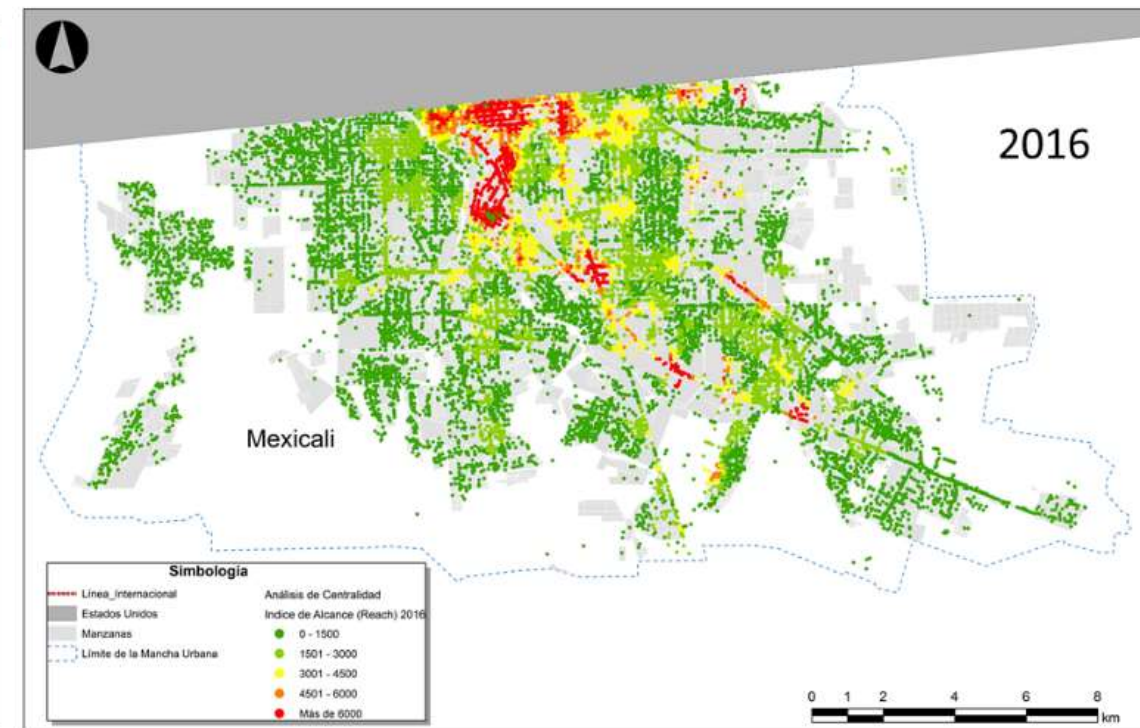 2016
Mexicali
Simbología
Línea_Internacional
Estados Unidos
Manzanas
Límite de la Mancha Urbana
Análisis de Centralidad
Indice de Alcance (Reach) 2016
0 - 1500
1501 - 3000
3001 - 4500
4501 - 6000
Más de 6000
0 1 2 4 6 8
km